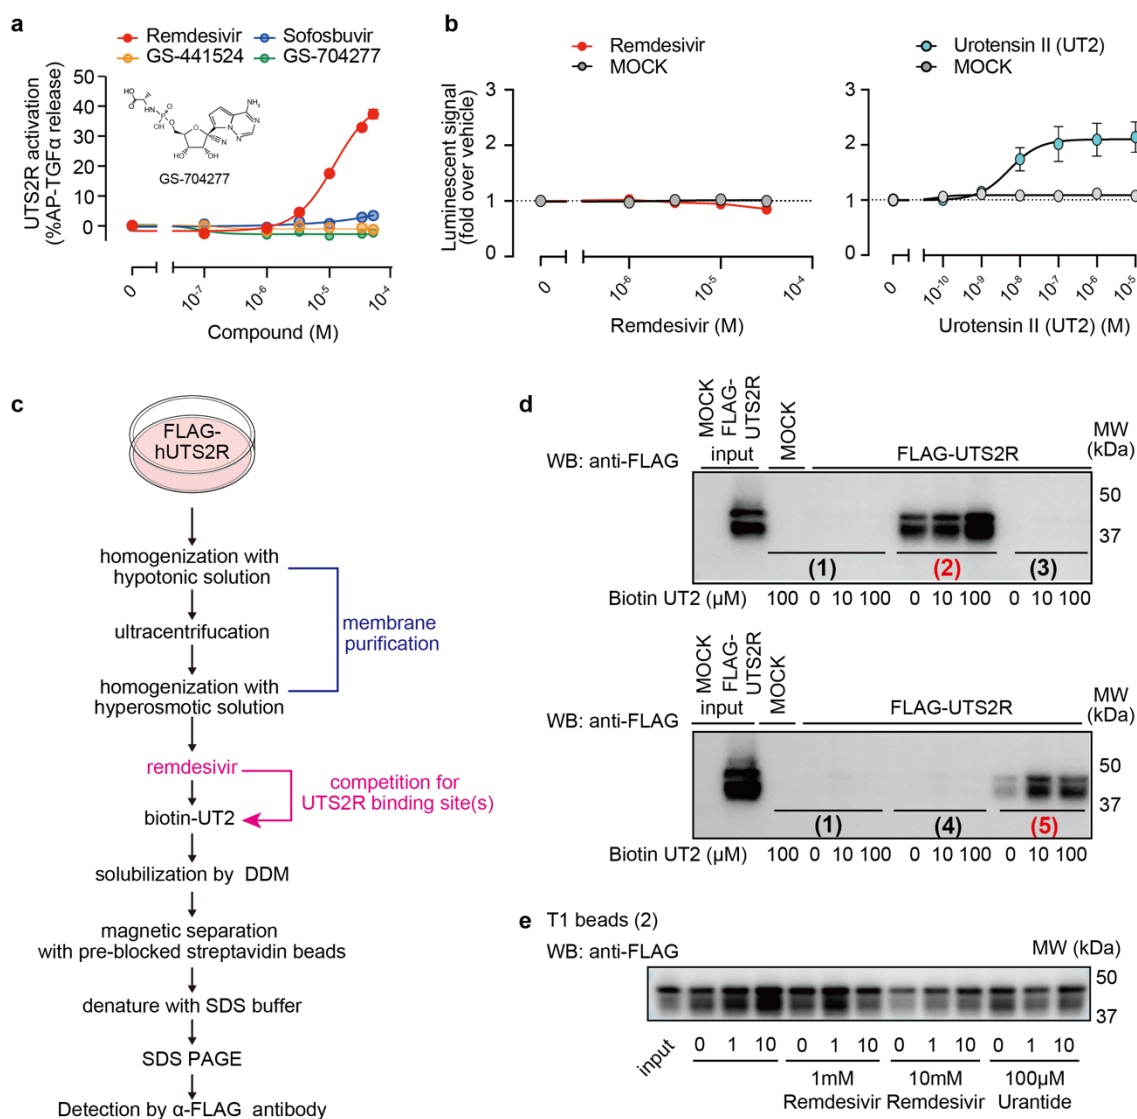 a
Remdesivir
Sofosbuvir
GS-441524
GS-704277
UTS2R activation
(%AP-TGFα release)
50
40
30
20
10
0
HO
O
HN
O
P
OH
O
O
HO
OH
N
N
N
N
NH₂
GS-704277
0
10⁻⁷
10⁻⁶
10⁻⁵
10⁻⁴
Compound (M)
b
Remdesivir
MOCK
Luminescent signal
(fold over vehicle)
3
2
1
0
0
10⁻⁶
10⁻⁵
10⁻⁴
Remdesivir (M)
Urotensin II (UT2)
MOCK
3
2
1
0
0
10⁻¹⁰
10⁻⁹
10⁻⁸
10⁻⁷
10⁻⁶
10⁻⁵
Urotensin II (UT2) (M)
c
FLAG-
hUTS2R
homogenization with
hypotonic solution
ultracentrifucation
membrane
purification
homogenization with
hyperosmotic solution
remdesivir
competition for
UTS2R binding site(s)
biotin-UT2
solubilization by DDM
magnetic separation
with pre-blocked streptavidin beads
denature with SDS buffer
SDS PAGE
Detection by α-FLAG antibody
d
MOCK
FLAG-
UTS2R
MOCK
input
WB: anti-FLAG
FLAG-UTS2R
MW
(kDa)
50
37
(1)
(2)
(3)
Biotin UT2 (µM) 100 0 10 100 0 10 100 0 10 100
MOCK
FLAG-
UTS2R
MOCK
input
WB: anti-FLAG
FLAG-UTS2R
MW
(kDa)
50
37
(1)
(4)
(5)
Biotin UT2 (µM) 100 0 10 100 0 10 100 0 10 100
e T1 beads (2)
WB: anti-FLAG
MW (kDa)
50
37
input 0 1 10 0 1 10 0 1 10 0 1 10
1mM
Remdesivir
10mM
Remdesivir
100µM
Urantide